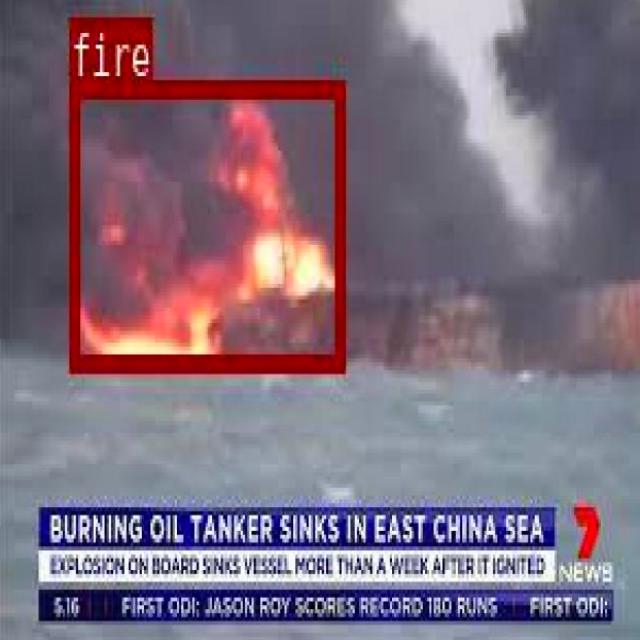 fire
BURNING OIL TANKER SINKS IN EAST CHINA SEA
EXPLOSION ON BOARD SINKS VESSEL MORE THAN A WEEK AFTER IT IGNITED
7
NEWS
5.16 FIRST ODI: JASON ROY SCORES RECORD 180 RUNS FIRST ODI: